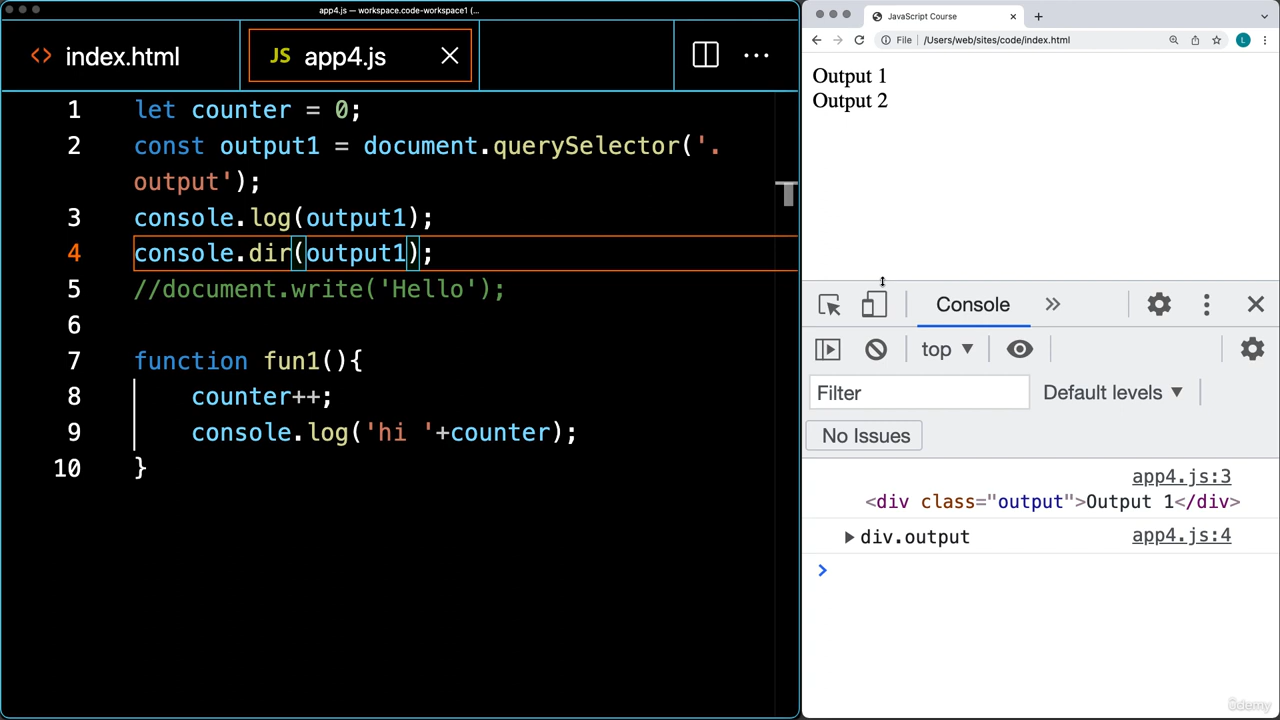 app4.js — workspace.code-workspace1 (...
index.html
JS app4.js
1 let counter = 0;
2 const output1 = document.querySelector('.
output');
3 console.log(output1);
4 console.dir(output1);
5 //document.write('Hello');
6
7 function fun1(){
8 counter++;
9 console.log('hi '+counter);
10 }
JavaScript Course
File /Users/web/sites/code/index.html
L
Output 1
Output 2
Console
top
Filter
Default levels
No Issues
app4.js:3
<div class="output">Output 1</div>
div.output app4.js:4
ûdemy